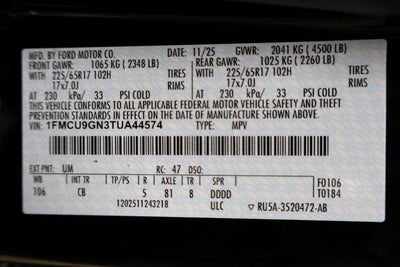 MFD. BY FORD MOTOR CO.
DATE: 11/25 GVWR: 2041 KG ( 4500 LB)
FRONT GAWR: 1065 KG ( 2348 LB) REAR GAWR: 1025 KG ( 2260 LB)
WITH WITH
225/65R17 102H TIRES 225/65R17 102H TIRES
17x7.0J RIMS 17x7.0J RIMS
AT 230 kPa/ 33 PSI COLD AT 230 kPa/ 33 PSI COLD
THIS VEHICLE CONFORMS TO ALL APPLICABLE FEDERAL MOTOR VEHICLE SAFETY AND THEFT
PREVENTION STANDARDS IN EFFECT ON THE DATE OF MANUFACTURE SHOWN ABOVE.
VIN: 1FMCU9GN3TUA44574 TYPE: MPV
EXT PNT: UM RC: 47 DSO:
WB INT TR TP/PS R AXLE TR SPR F0106
106 CB 5 81 8 DDDD T0184
1202511243218 ULC RU5A-3520472-AB